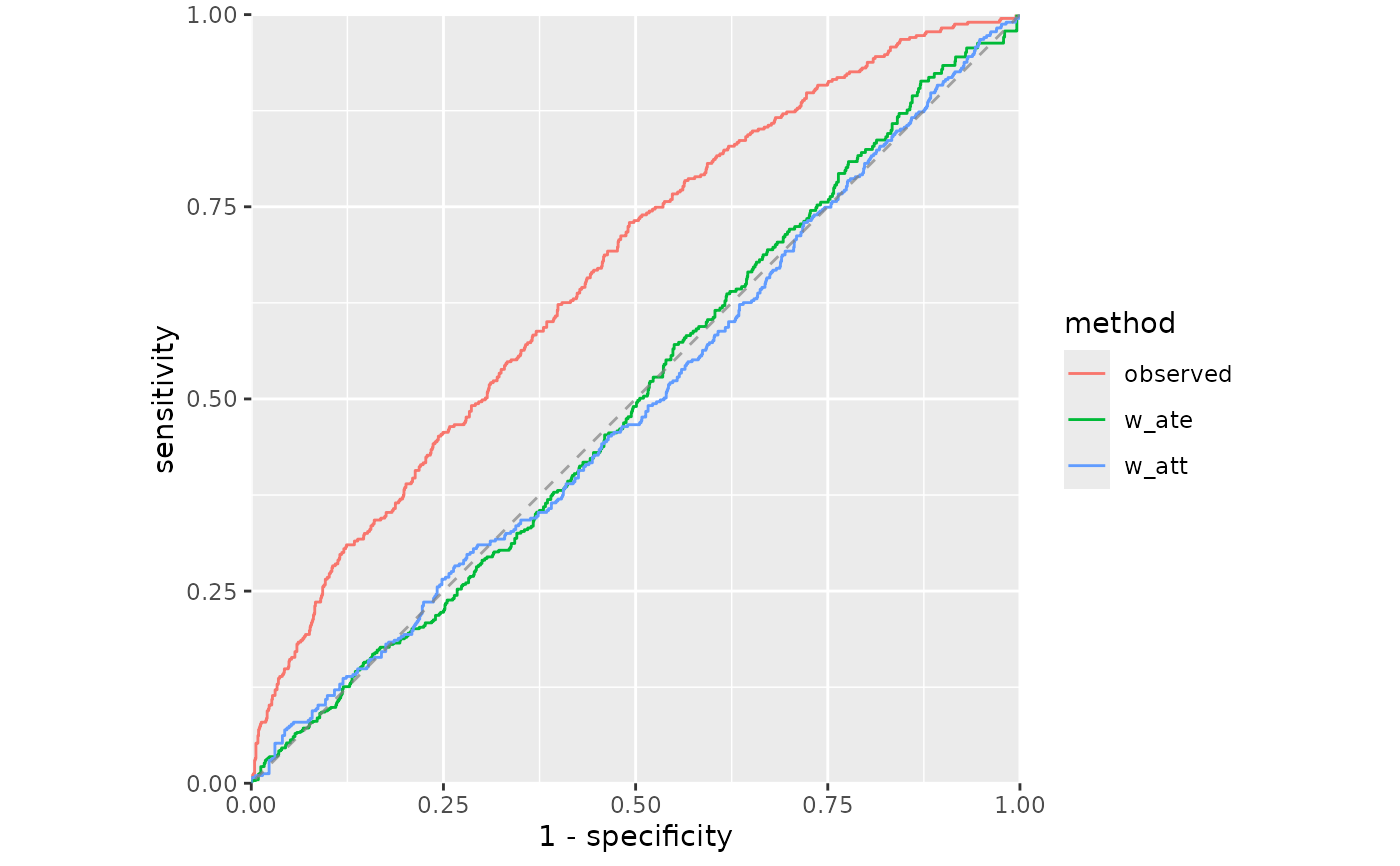 1.00
0.75
0.50
0.25
0.00
sensitivity
0.00 0.25 0.50 0.75 1.00
1 - specificity
method
observed
w_ate
w_att